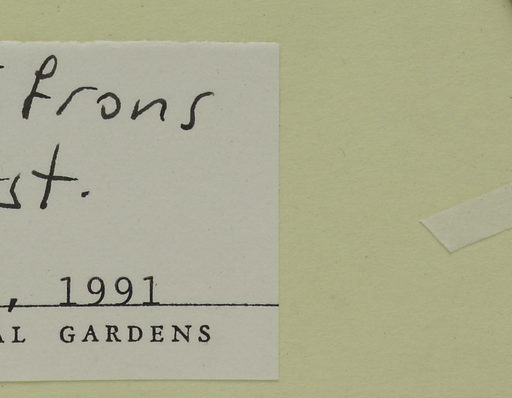 frons
st.
, 1991
AL GARDENS